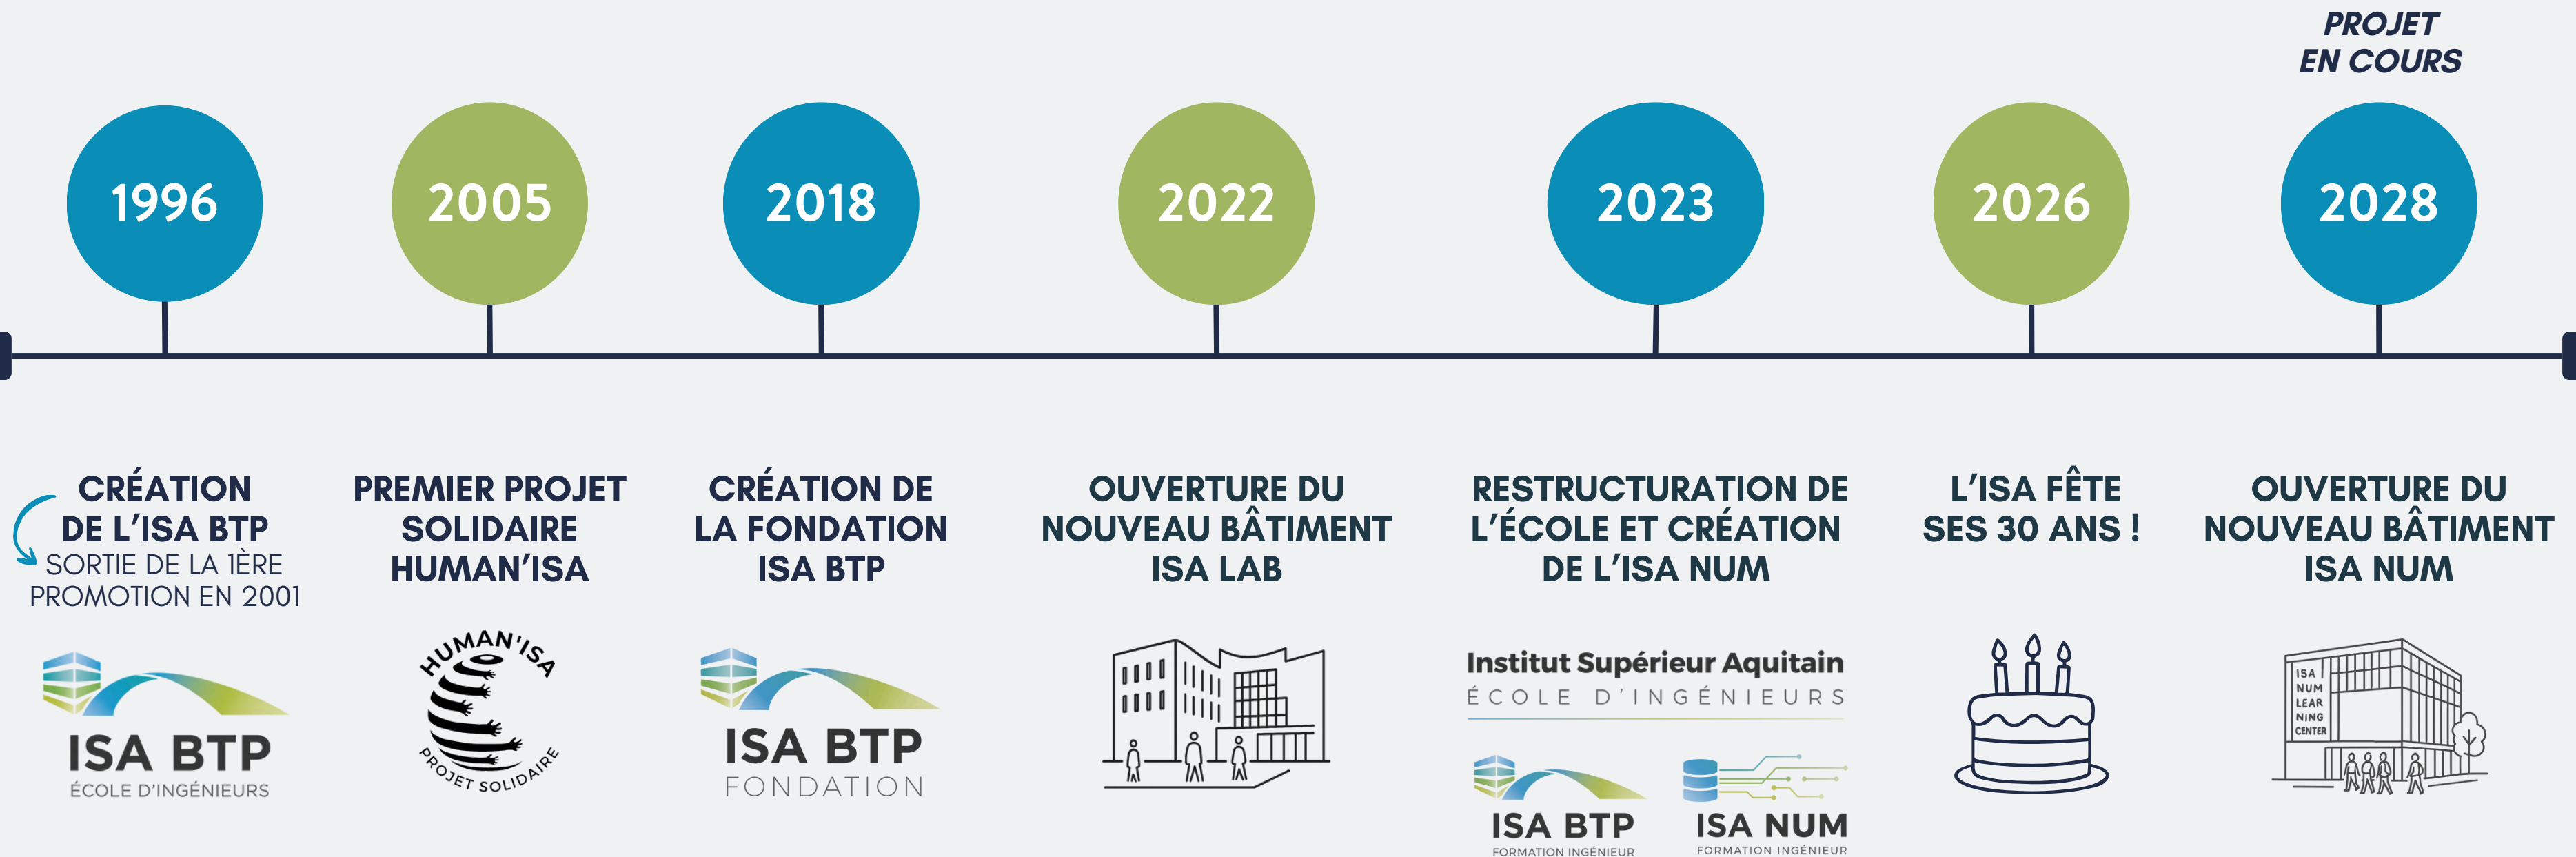 PROJET
EN COURS
1996
2005
2018
2022
2023
2026
2028
CRÉATION
DE L'ISA BTP
SORTIE DE LA 1ÈRE
PROMOTION EN 2001
ISA BTP
ÉCOLE D'INGÉNIEURS
PREMIER PROJET
SOLIDAIRE
HUMAN'ISA
HUMAN'ISA
PROJET SOLIDAIRE
CRÉATION DE
LA FONDATION
ISA BTP
ISA BTP
FONDATION
OUVERTURE DU
NOUVEAU BÂTIMENT
ISA LAB
RESTRUCTURATION DE
L'ÉCOLE ET CRÉATION
DE L'ISA NUM
Institut Supérieur Aquitain
ÉCOLE D'INGÉNIEURS
ISA BTP
FORMATION INGÉNIEUR
ISA NUM
FORMATION INGÉNIEUR
L'ISA FÊTE
SES 30 ANS !
OUVERTURE DU
NOUVEAU BÂTIMENT
ISA NUM
ISA
NUM
LEAR
NING
CENTER